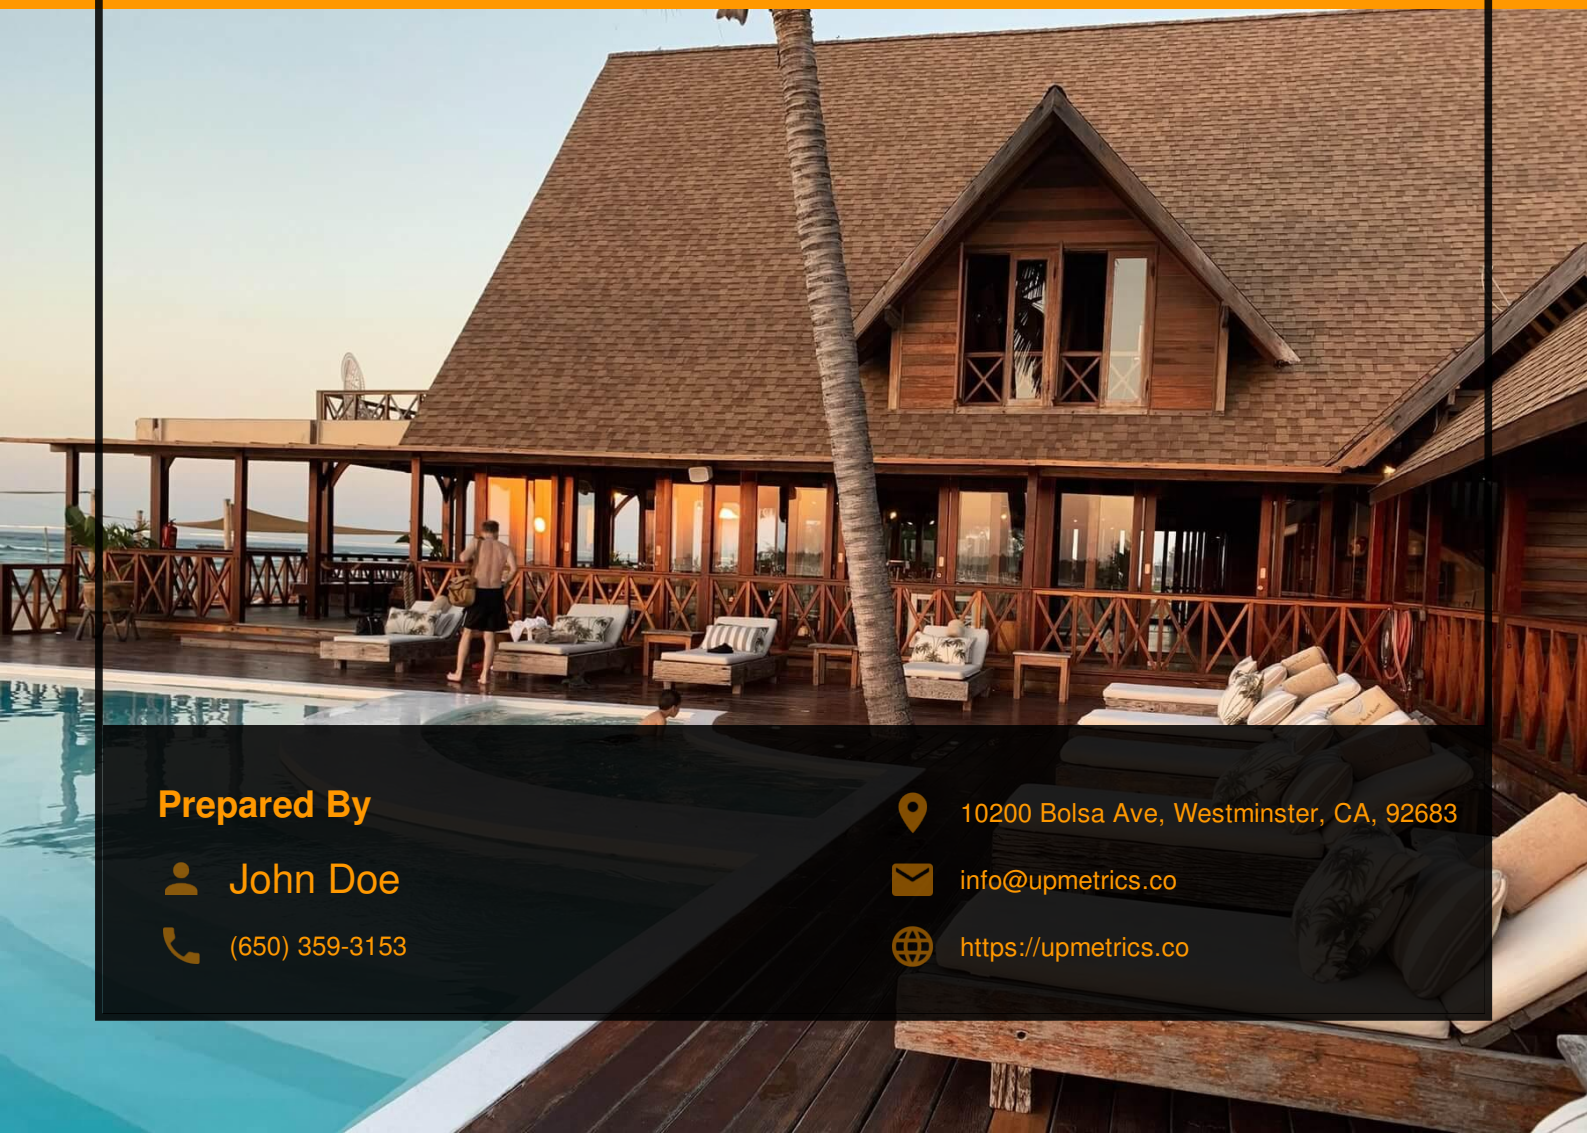 Prepared By
John Doe
(650) 359-3153
10200 Bolsa Ave, Westminster, CA, 92683
info@upmetrics.co
https://upmetrics.co